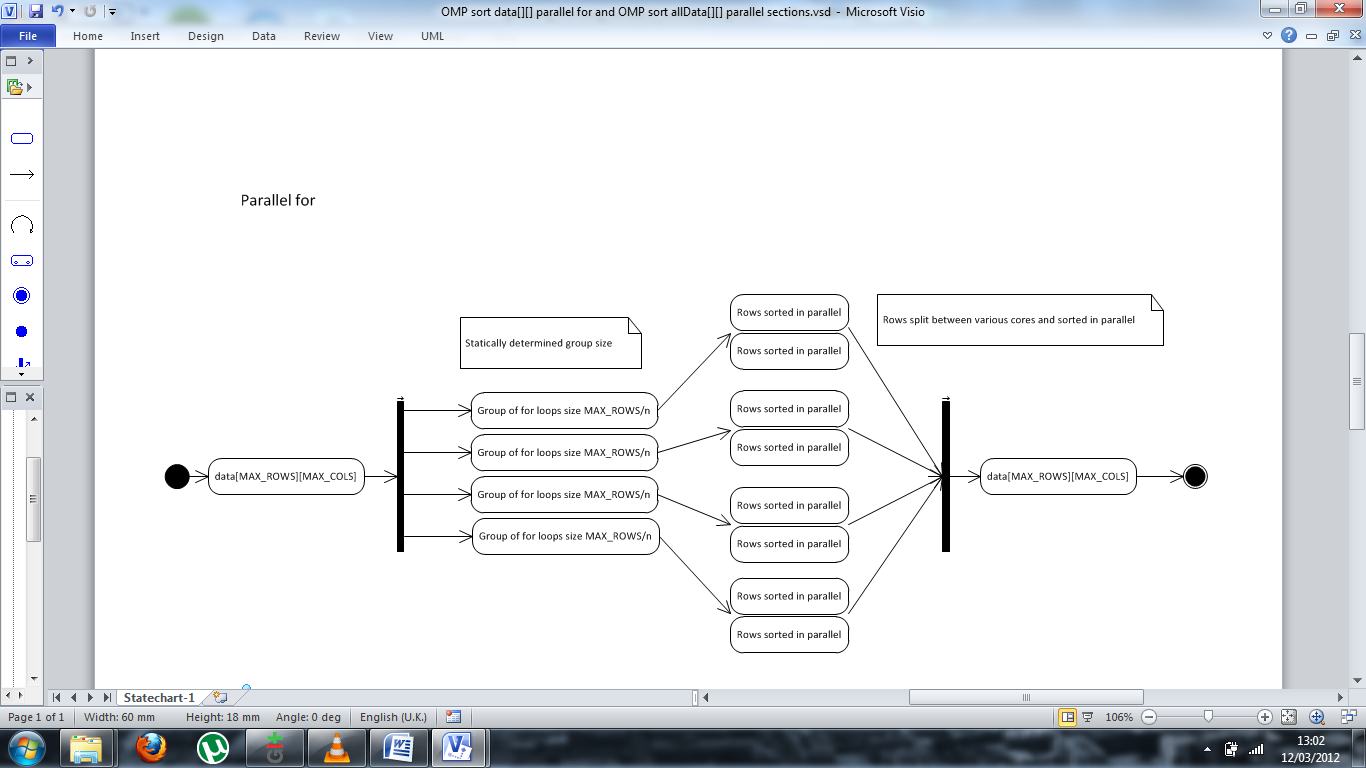 OMP sort data[][] parallel for and OMP sort allData[][] parallel sections.vsd - Microsoft Visio
File Home Insert Design Data Review View UML
Parallel for
Rows sorted in parallel
Rows split between various cores and sorted in parallel
Statically determined group size
Rows sorted in parallel
Group of for loops size MAX_ROWS/n
Rows sorted in parallel
Group of for loops size MAX_ROWS/n
Rows sorted in parallel
data[MAX_ROWS][MAX_COLS]
Group of for loops size MAX_ROWS/n
Rows sorted in parallel
data[MAX_ROWS][MAX_COLS]
Group of for loops size MAX_ROWS/n
Rows sorted in parallel
Rows sorted in parallel
Rows sorted in parallel
Statechart-1
Page 1 of 1 Width: 60 mm Height: 18 mm Angle: 0 deg English (U.K.) 106%
13:02
12/03/2012